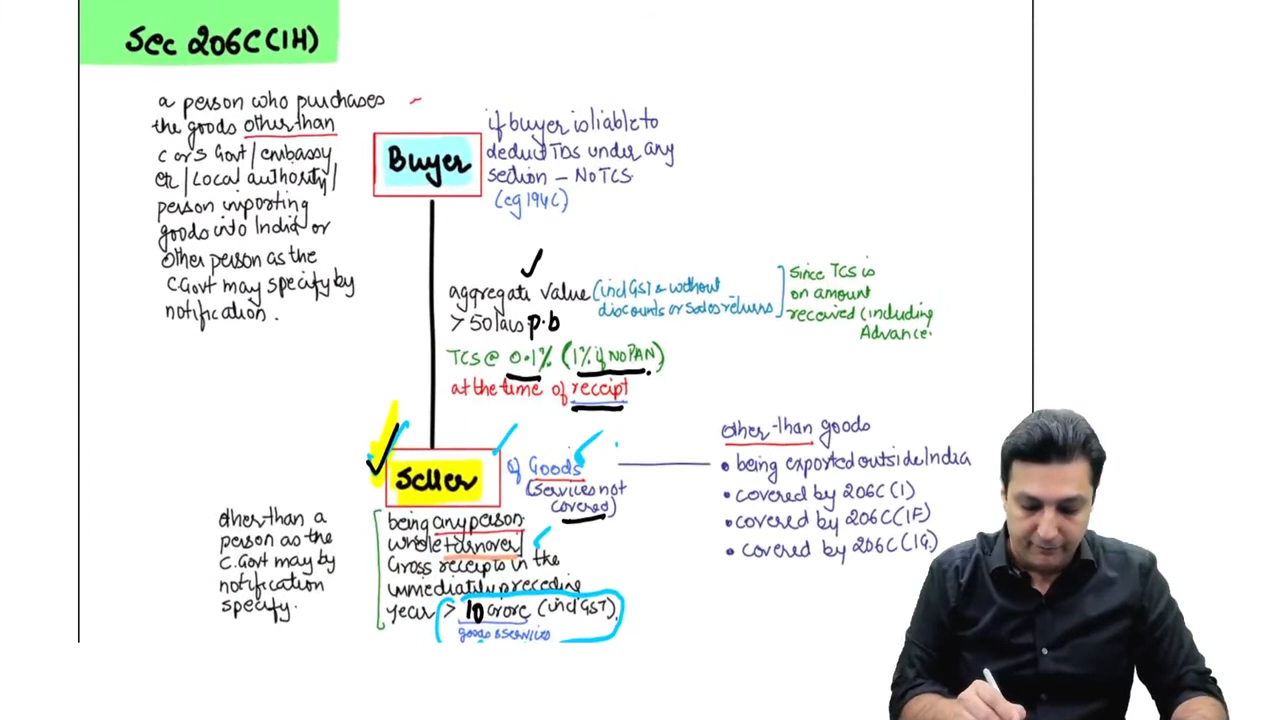 Sec 206C(1H)
a person who purchases
the goods other than
C or S Govt / embassy
etc / Local authority /
person importing
goods into India or
other person as the
C.Govt may specify by
notification.
Buyer
if buyer is liable to
deduct TDS under any
section - No TCS
(eg 194C)
aggregate value (incl GST & without
discounts or sales returns
> 50 lacs p.b
Since TCS is
on amount
received (including
Advance.
TCS @ 0.1% (1% if NO PAN)
at the time of receipt
Seller
of Goods
(Services not
covered)
other than goods
• being exported outside India
• covered by 206C(1)
• covered by 206C(1F)
• covered by 206C(1G)
other than a
person as the
C.Govt may by
notification
specify.
being any person
whole turnover/
Gross receipts in the
immediately preceding
year > 10 crore (incl GST).
goods & services